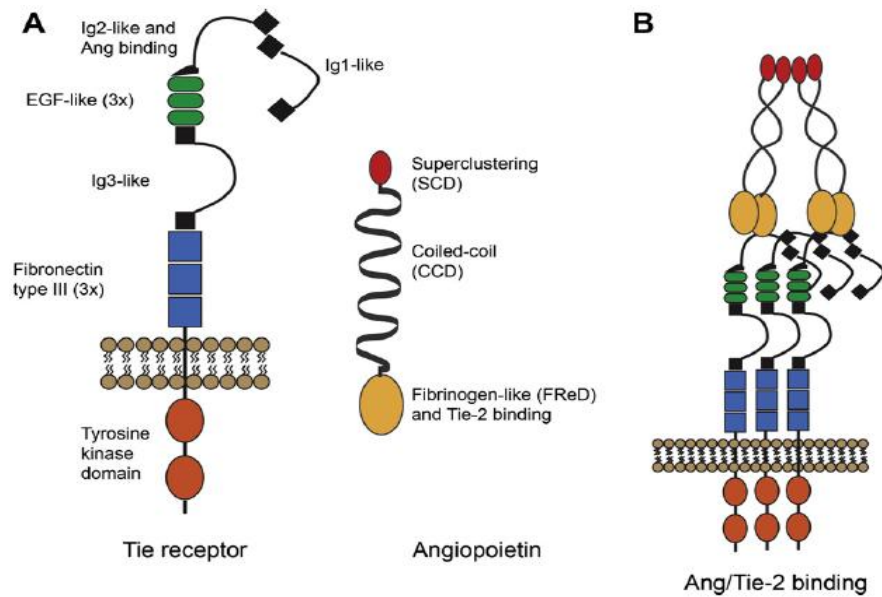 A
Ig2-like and
Ang binding
Ig1-like
EGF-like (3x)
Ig3-like
Fibronectin
type III (3x)
Tyrosine
kinase
domain
Tie receptor
Superclustering
(SCD)
Coiled-coil
(CCD)
Fibrinogen-like (FReD)
and Tie-2 binding
Angiopoietin
B
Ang/Tie-2 binding